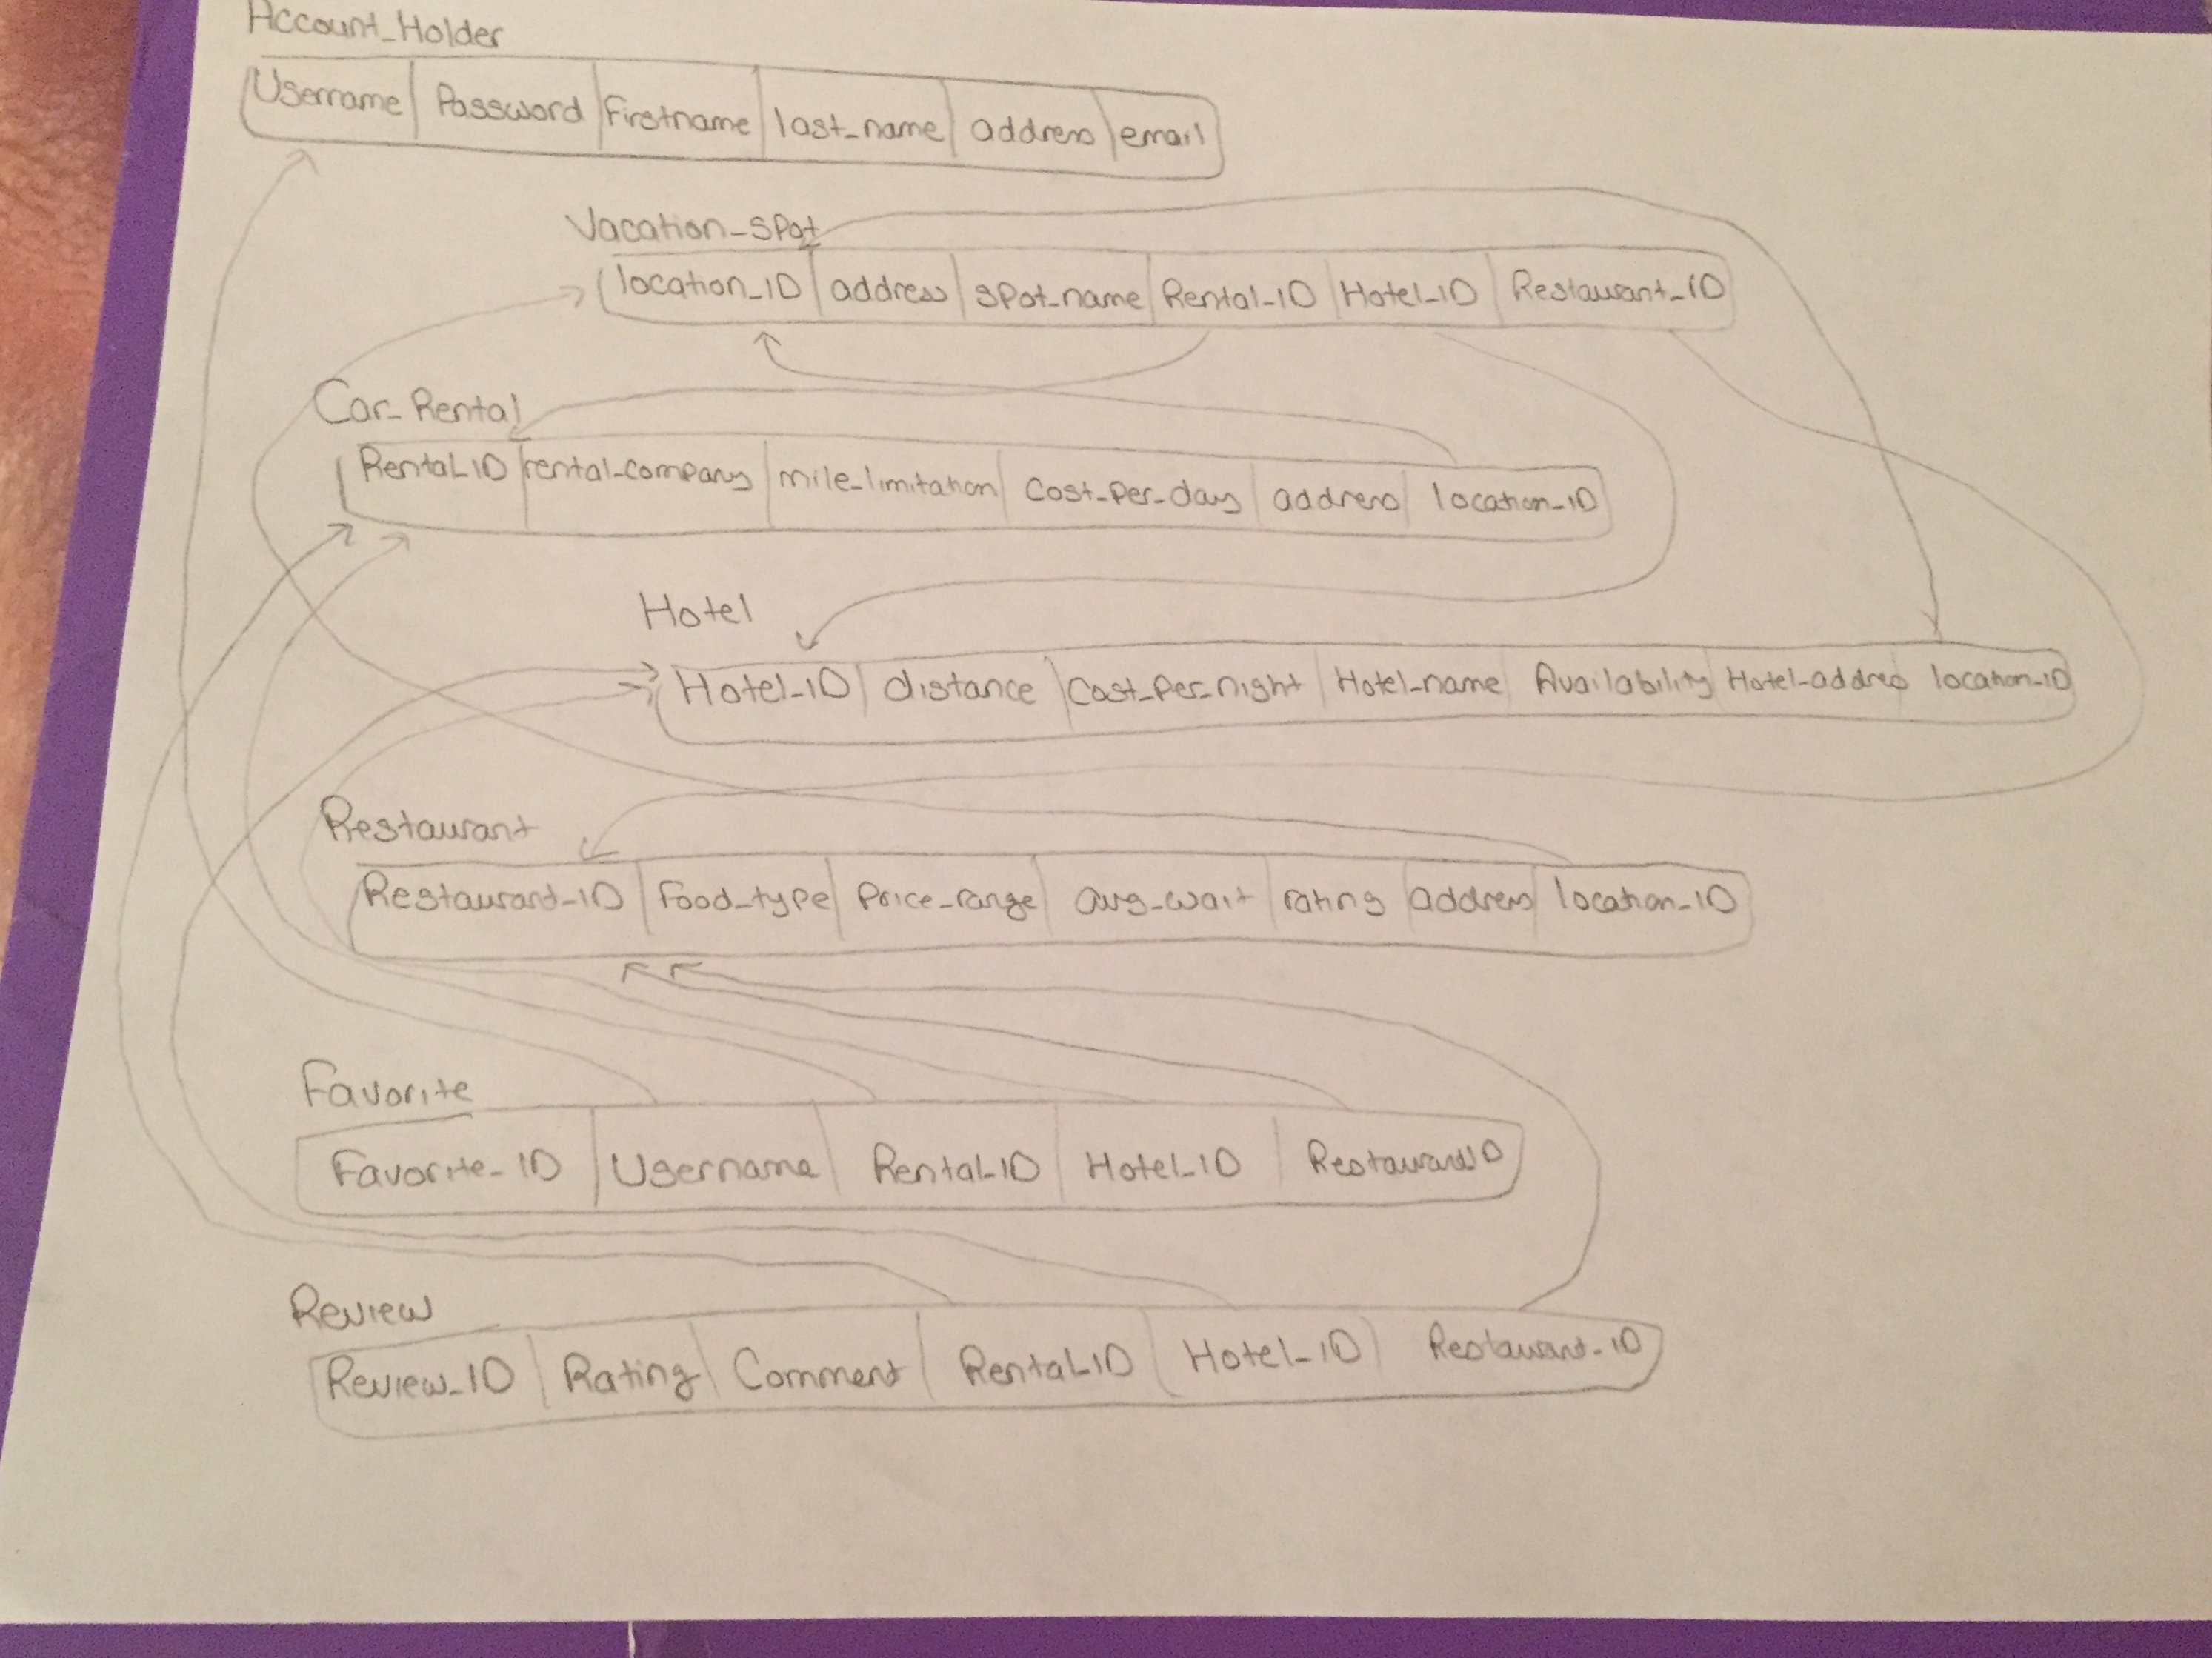 Account_Holder
Username Password Firstname last_name address email
Vacation_Spot
location_ID address spot_name Rental_ID Hotel_ID Restaurant_ID
Car_Rental
Rental_ID rental_company mile_limitation Cost_Per_day address location_ID
Hotel
Hotel_ID distance Cost_Per_night Hotel_name Availability Hotel_address location_ID
Restaurant
Restaurant_ID Food_type Price_range avg_wait rating address location_ID
Favorite
Favorite_ID Username Rental_ID Hotel_ID Restaurant_ID
Review
Review_ID Rating Comment Rental_ID Hotel_ID Restaurant_ID